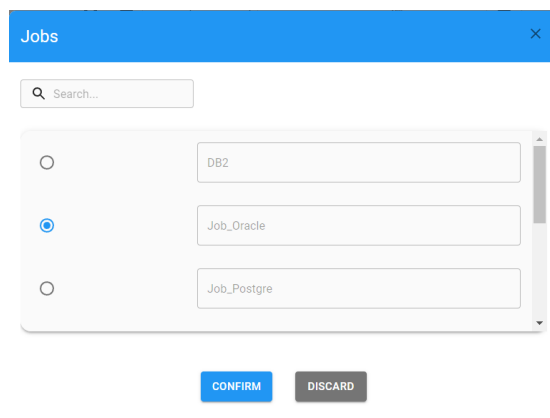 Jobs
Search...
DB2
Job_Oracle
Job_Postgre
CONFIRM DISCARD